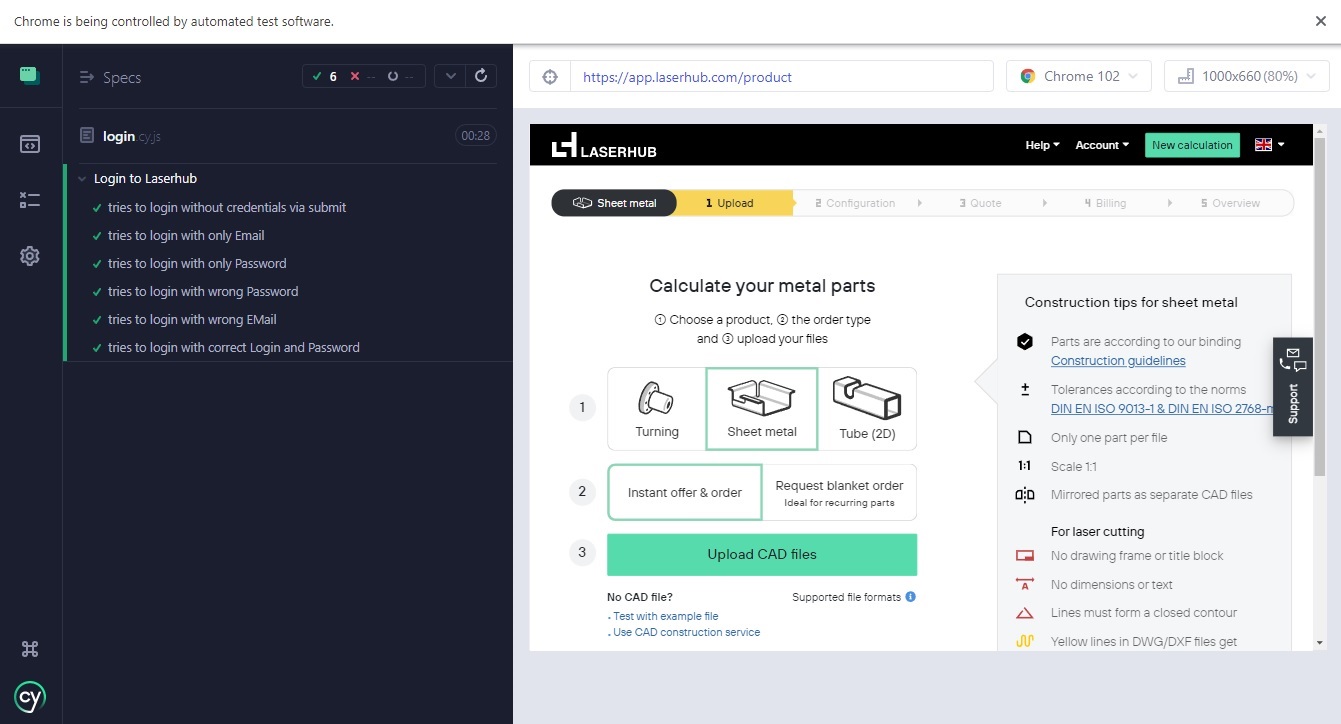 Chrome is being controlled by automated test software.
Specs
6
--
--
login.cy.js
00:28
Login to Laserhub
tries to login without credentials via submit
tries to login with only Email
tries to login with only Password
tries to login with wrong Password
tries to login with wrong EMail
tries to login with correct Login and Password
cy
https://app.laserhub.com/product
Chrome 102
1000x660 (80%)
LASERHUB
Help
Account
New calculation
Sheet metal
1 Upload
2 Configuration
3 Quote
4 Billing
5 Overview
Calculate your metal parts
① Choose a product, ② the order type
and ③ upload your files
1
Turning
Sheet metal
Tube (2D)
2
Instant offer & order
Request blanket order
Ideal for recurring parts
3
Upload CAD files
No CAD file?
Supported file formats
• Test with example file
• Use CAD construction service
Construction tips for sheet metal
Parts are according to our binding
Construction guidelines
± Tolerances according to the norms
DIN EN ISO 9013-1 & DIN EN ISO 2768-m
Only one part per file
1:1 Scale 1:1
Mirrored parts as separate CAD files
For laser cutting
No drawing frame or title block
A No dimensions or text
Lines must form a closed contour
Yellow lines in DWG/DXF files get
Support